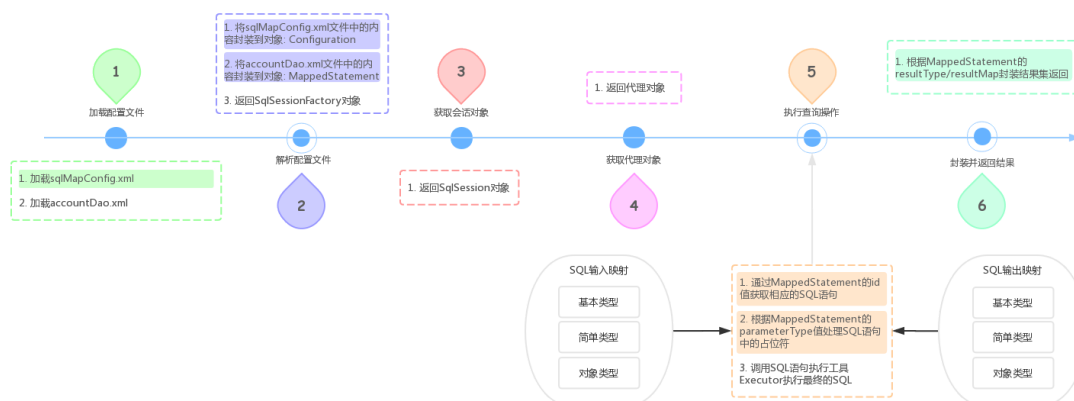 1
加载配置文件
1. 加载sqlMapConfig.xml
2. 加载accountDao.xml
1. 将sqlMapConfig.xml文件中的内
容封装到对象: Configuration
2. 将accountDao.xml文件中的内
容封装到对象: MappedStatement
3. 返回SqlSessionFactory对象
解析配置文件
2
3
获取会话对象
1. 返回SqlSession对象
1. 返回代理对象
获取代理对象
4
5
执行查询操作
1. 根据MappedStatement的
resultType/resultMap封装结果集返回
封装并返回结果
6
SQL输入映射
基本类型
简单类型
对象类型
1. 通过MappedStatement的id
值获取相应的SQL语句
2. 根据MappedStatement的
parameterType值处理SQL语句
中的占位符
3. 调用SQL语句执行工具
Executor执行最终的SQL
SQL输出映射
基本类型
简单类型
对象类型